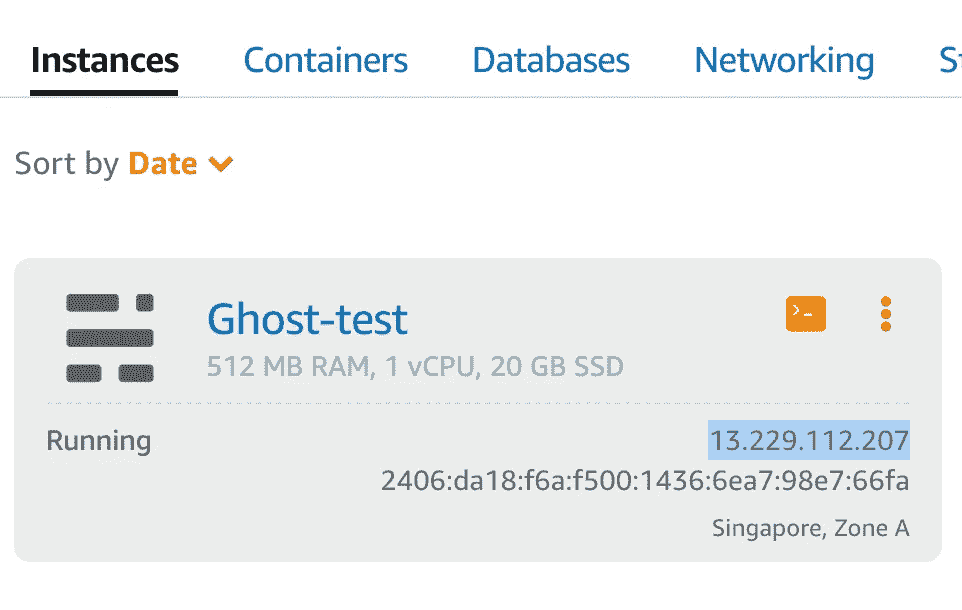 Instances Containers Databases Networking
Sort by Date
Ghost-test
512 MB RAM, 1 vCPU, 20 GB SSD
Running 13.229.112.207
2406:da18:f6a:f500:1436:6ea7:98e7:66fa
Singapore, Zone A